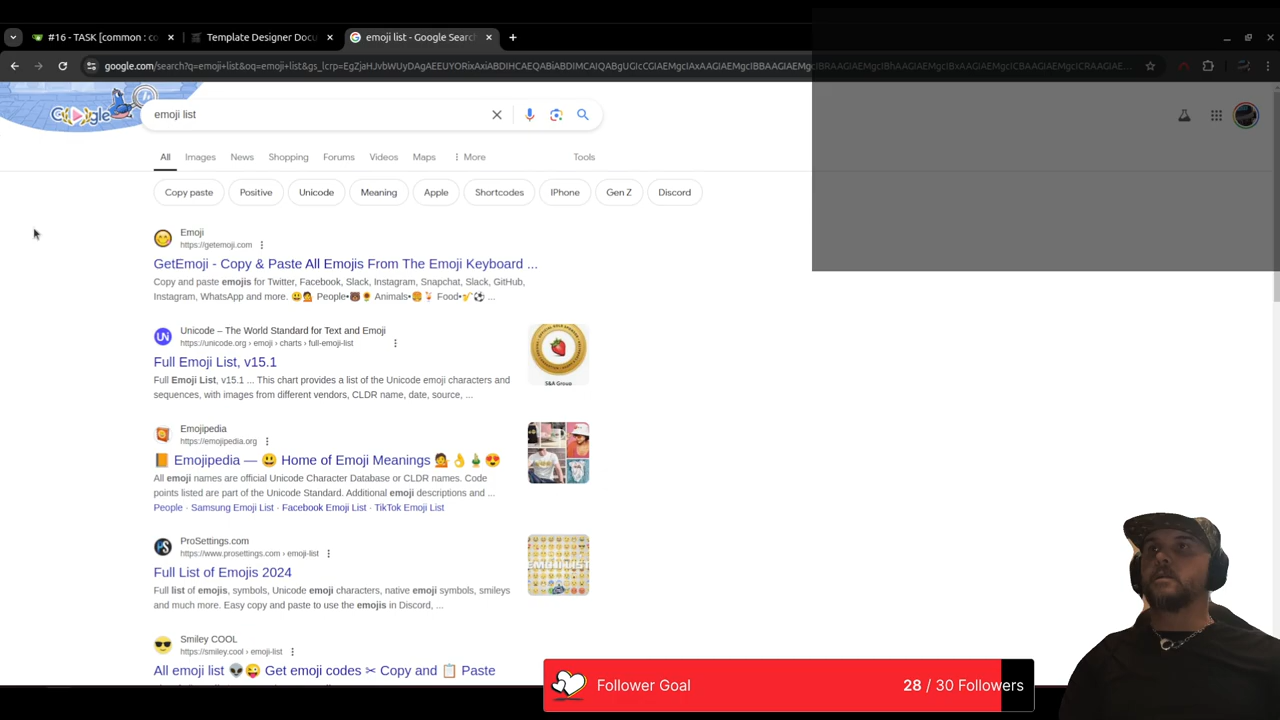 #16 - TASK [common : co
Template Designer Docu
emoji list - Google Searc
google.com/search?q=emoji+list&oq=emoji+list&gs_lcrp=
Google
emoji list
All
Images
News
Shopping
Forums
Videos
Maps
More
Tools
Copy paste
Positive
Unicode
Meaning
Apple
Shortcodes
IPhone
Gen Z
Discord
Emoji
https://getemoji.com
GetEmoji - Copy & Paste All Emojis From The Emoji Keyboard ...
Copy and paste emojis for Twitter, Facebook, Slack, Instagram, Snapchat, Slack, GitHub,
Instagram, WhatsApp and more. 😃💁 People•🐻🌻 Animals•🍔🍹 Food•🎷⚽️ ...
UN
Unicode – The World Standard for Text and Emoji
https://unicode.org › emoji › charts › full-emoji-list
Full Emoji List, v15.1
Full Emoji List, v15.1 ... This chart provides a list of the Unicode emoji characters and
sequences, with images from different vendors, CLDR name, date, source, ...
S&A Group
Emojipedia
https://emojipedia.org
📙 Emojipedia — 😃 Home of Emoji Meanings 💁👌🎍😍
All emoji names are official Unicode Character Database or CLDR names. Code
points listed are part of the Unicode Standard. Additional emoji descriptions and ...
People · Samsung Emoji List · Facebook Emoji List · TikTok Emoji List
ProSettings.com
https://www.prosettings.com › emoji-list
Full List of Emojis 2024
Full list of emojis, symbols, Unicode emoji characters, native emoji symbols, smileys
and much more. Easy copy and paste to use the emojis in Discord, ...
EMOJI LIST
Smiley COOL
https://smiley.cool › emoji-list
All emoji list 👽😜 Get emoji codes ✂ Copy and 📋 Paste
Follower Goal
28 / 30 Followers